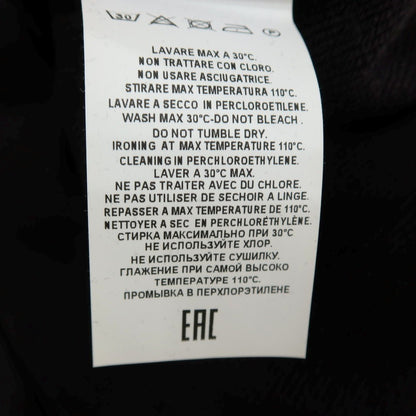 30
P
LAVARE MAX A 30°C.
NON TRATTARE CON CLORO.
NON USARE ASCIUGATRICE.
STIRARE MAX TEMPERATURA 110°C.
LAVARE A SECCO IN PERCLOROETILENE.
WASH MAX 30°C-DO NOT BLEACH .
DO NOT TUMBLE DRY.
IRONING AT MAX TEMPERATURE 110°C.
CLEANING IN PERCHLOROETHYLENE.
LAVER A 30°C MAX.
NE PAS TRAITER AVEC DU CHLORE.
NE PAS UTILISER DE SECHOIR A LINGE.
REPASSER A MAX TEMPERATURE DE 110°C.
NETTOYER A SEC EN PERCHLORÉTHYLÈNE.
СТИРКА МАКСИМАЛЬНО ПРИ 30°C
НЕ ИСПОЛЬЗУЙТЕ ХЛОР.
НЕ ИСПОЛЬЗУЙТЕ СУШИЛКУ.
ГЛАЖЕНИЕ ПРИ САМОЙ ВЫСОКО
ТЕМПЕРАТУРЕ 110°C.
ПРОМЫВКА В ПЕРХЛОРЭТИЛЕНЕ
EAC